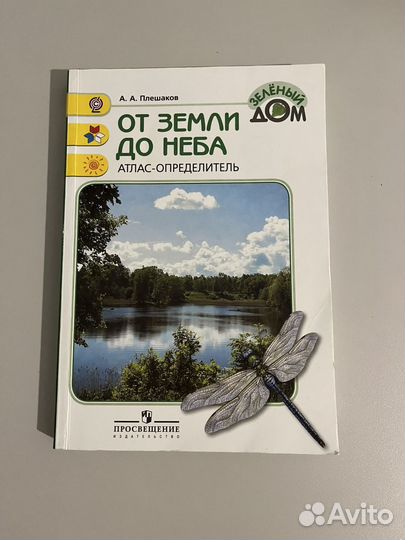 А. А. Плешаков
ЗЕЛЁНЫЙ
ДОМ
ОТ ЗЕМЛИ
ДО НЕБА
АТЛАС-ОПРЕДЕЛИТЕЛЬ
ПРОСВЕЩЕНИЕ
ИЗДАТЕЛЬСТВО
Avito